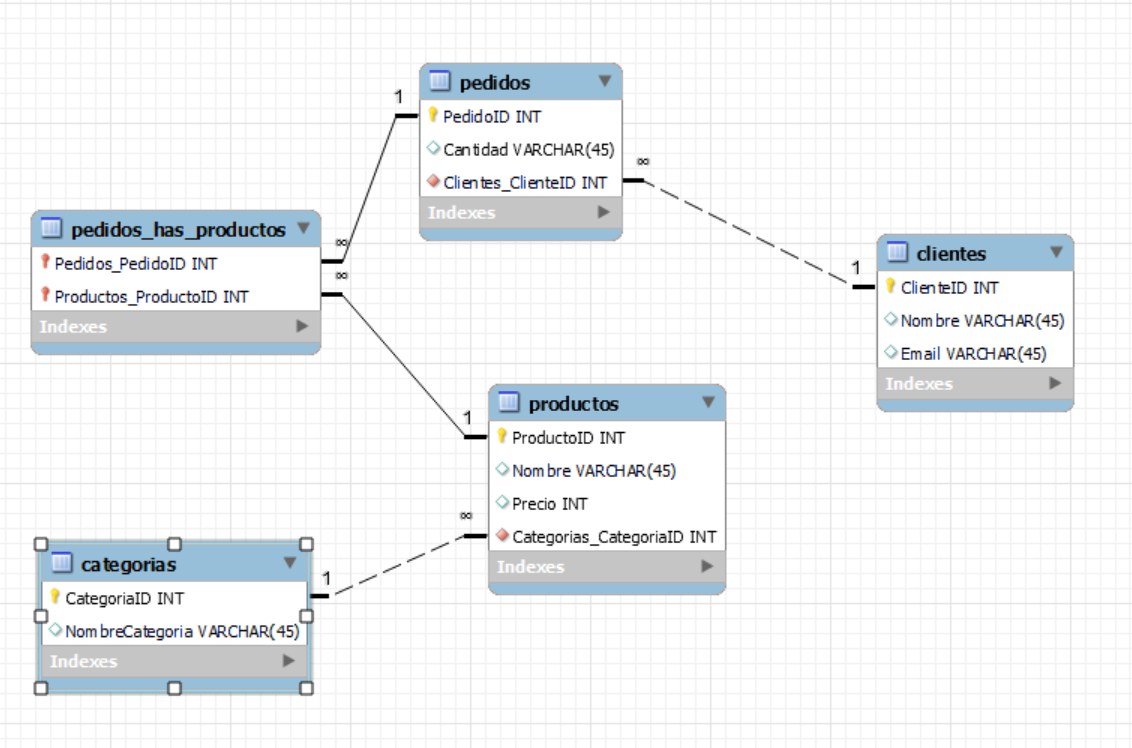 pedidos
PedidoID INT
Cantidad VARCHAR(45)
Clientes_ClienteID INT
Indexes
1
∞
pedidos_has_productos
Pedidos_PedidoID INT
Productos_ProductoID INT
Indexes
∞
∞
clientes
ClienteID INT
Nombre VARCHAR(45)
Email VARCHAR(45)
Indexes
1
productos
ProductoID INT
Nombre VARCHAR(45)
Precio INT
Categorias_CategoriaID INT
Indexes
1
∞
categorias
CategoriaID INT
NombreCategoria VARCHAR(45)
Indexes
1